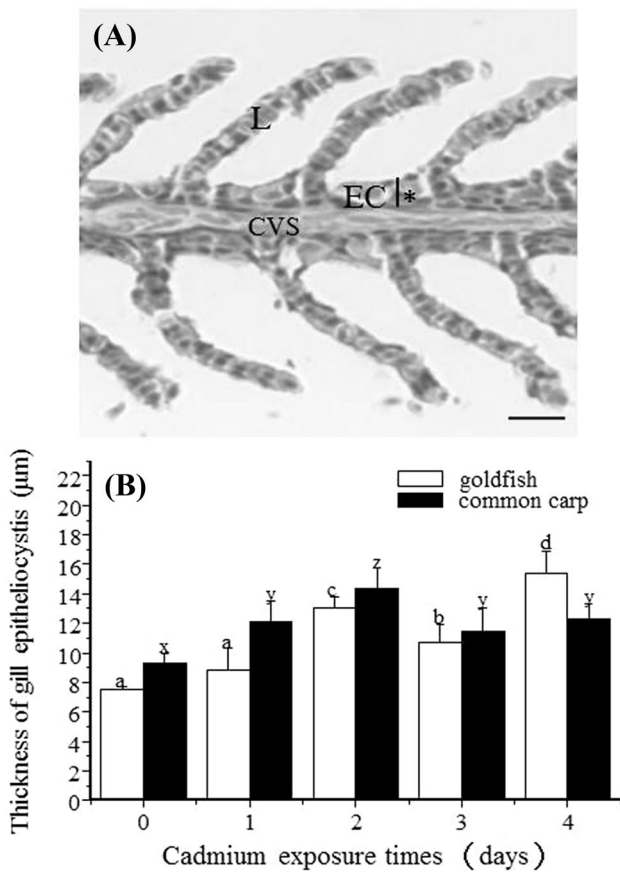 (A)
L
EC *
CVS
(B)
goldfish
common carp
Thickness of gill epitheliocystis (μm)
22
20
18
16
14
12
10
8
6
4
2
0
a
x
a
y
c
z
b
y
d
y
0 1 2 3 4
Cadmium exposure times (days)